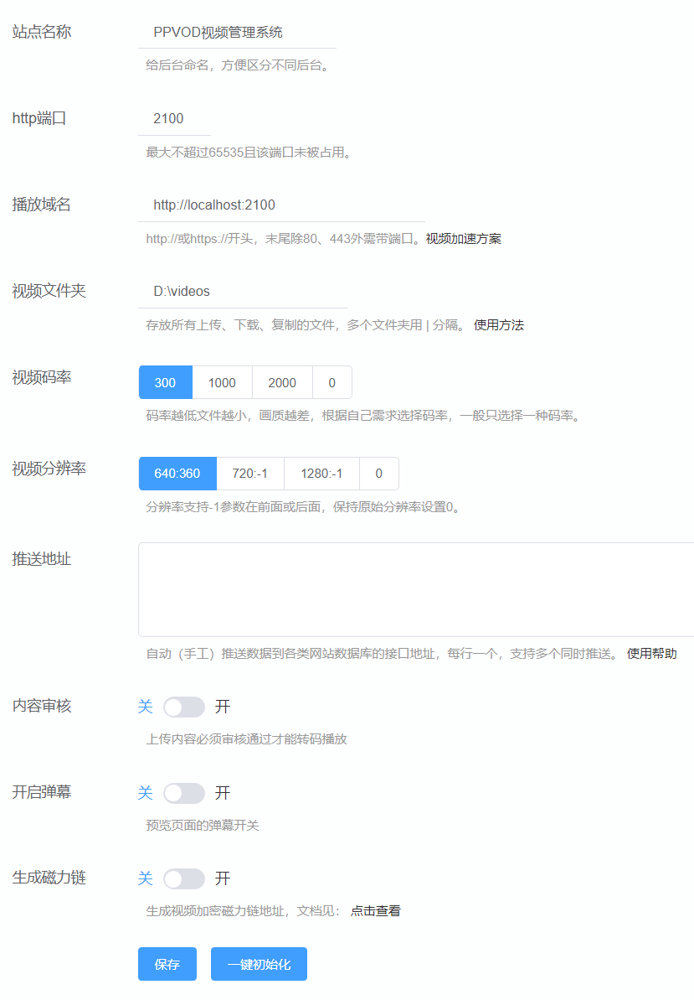 站点名称 PPVOD视频管理系统
给后台命名，方便区分不同后台。
http端口 2100
最大不超过65535且该端口未被占用。
播放域名 http://localhost:2100
http://或https://开头，末尾除80、443外需带端口。视频加速方案
视频文件夹 D:\videos
存放所有上传、下载、复制的文件，多个文件夹用 | 分隔。 使用方法
视频码率 300 1000 2000 0
码率越低文件越小，画质越差，根据自己需求选择码率，一般只选择一种码率。
视频分辨率 640:360 720:-1 1280:-1 0
分辨率支持-1参数在前面或后面，保持原始分辨率设置0。
推送地址
自动（手工）推送数据到各类网站数据库的接口地址，每行一个，支持多个同时推送。 使用帮助
内容审核 关 开
上传内容必须审核通过才能转码播放
开启弹幕 关 开
预览页面的弹幕开关
生成磁力链 关 开
生成视频加密磁力链地址，文档见： 点击查看
保存 一键初始化